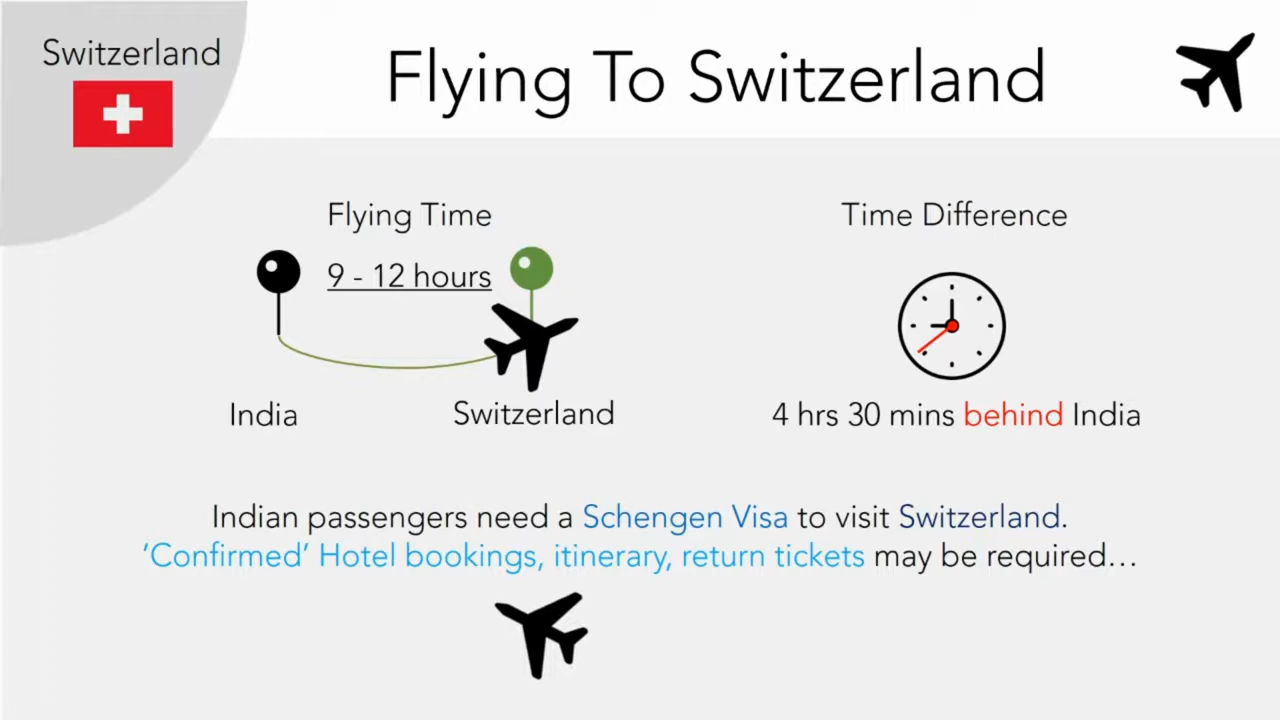 Switzerland
Flying To Switzerland
Flying Time
9 - 12 hours
India
Switzerland
Time Difference
4 hrs 30 mins behind India
Indian passengers need a Schengen Visa to visit Switzerland.
‘Confirmed’ Hotel bookings, itinerary, return tickets may be required…